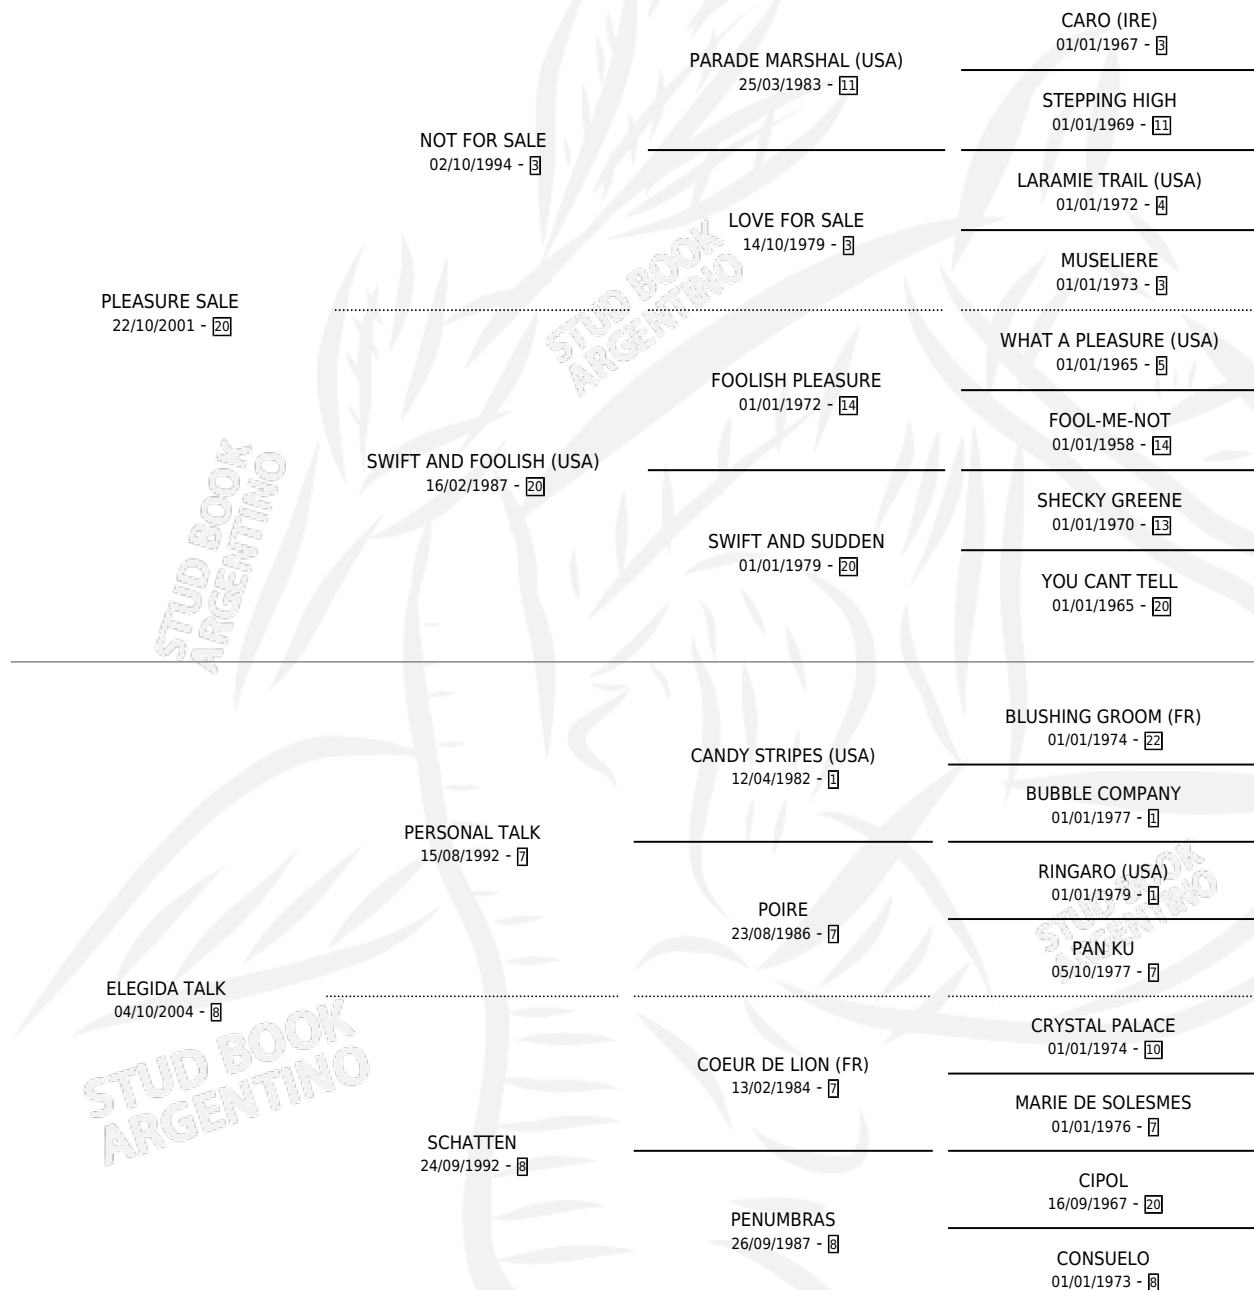 CARO (IRE)
01/01/1967 - 3
PARADE MARSHAL (USA)
25/03/1983 - 11
STEPPING HIGH
01/01/1969 - 11
NOT FOR SALE
02/10/1994 - 3
LARAMIE TRAIL (USA)
01/01/1972 - 4
LOVE FOR SALE
14/10/1979 - 3
MUSELIERE
01/01/1973 - 3
PLEASURE SALE
22/10/2001 - 20
STUD BOOK
ARGENTINO
WHAT A PLEASURE (USA)
01/01/1965 - 5
FOOLISH PLEASURE
01/01/1972 - 14
FOOL-ME-NOT
01/01/1958 - 14
SWIFT AND FOOLISH (USA)
16/02/1987 - 20
SHECKY GREENE
01/01/1970 - 13
SWIFT AND SUDDEN
01/01/1979 - 20
YOU CANT TELL
01/01/1965 - 20
STUD BOOK
ARGENTINO
BLUSHING GROOM (FR)
01/01/1974 - 22
CANDY STRIPES (USA)
12/04/1982 - 1
BUBBLE COMPANY
01/01/1977 - 1
PERSONAL TALK
15/08/1992 - 7
RINGARO (USA)
01/01/1979 - 1
POIRE
23/08/1986 - 7
PAN KU
05/10/1977 - 7
STUD BOOK
ARGENTINO
ELEGIDA TALK
04/10/2004 - 8
CRYSTAL PALACE
01/01/1974 - 10
COEUR DE LION (FR)
13/02/1984 - 7
MARIE DE SOLESMES
01/01/1976 - 7
STUD BOOK
ARGENTINO
SCHATTEN
24/09/1992 - 8
CIPOL
16/09/1967 - 20
PENUMBRAS
26/09/1987 - 8
CONSUELO
01/01/1973 - 8